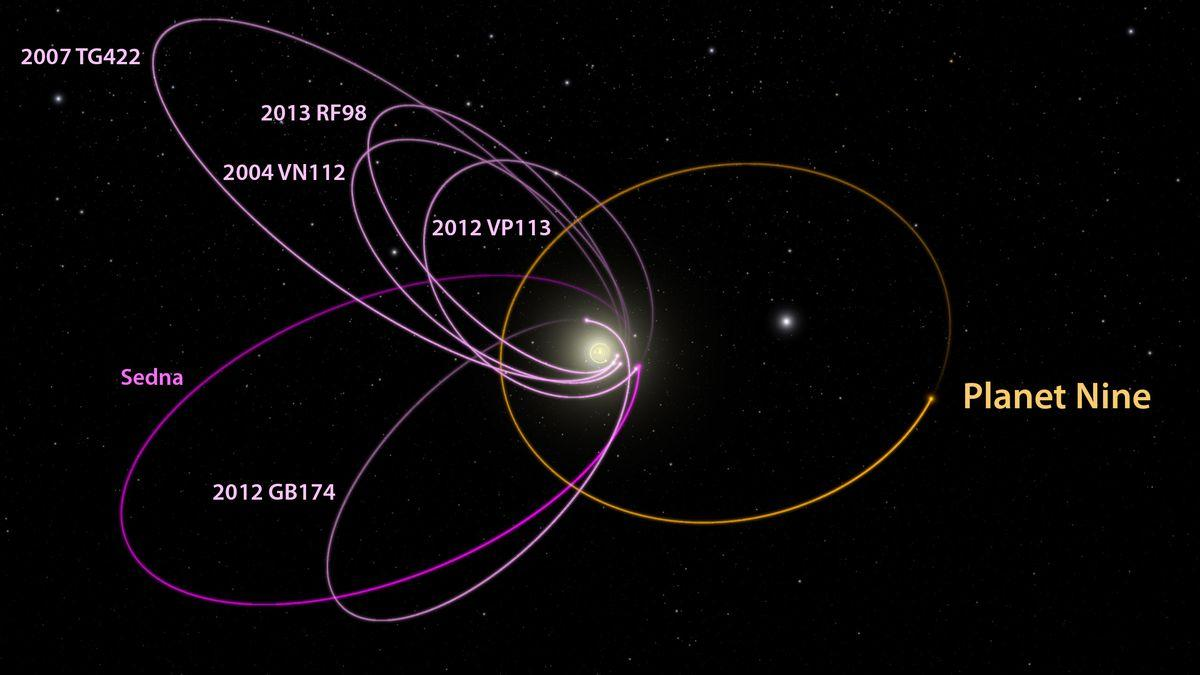 2007 TG422
2013 RF98
2004 VN112
2012 VP113
Sedna
Planet Nine
2012 GB174